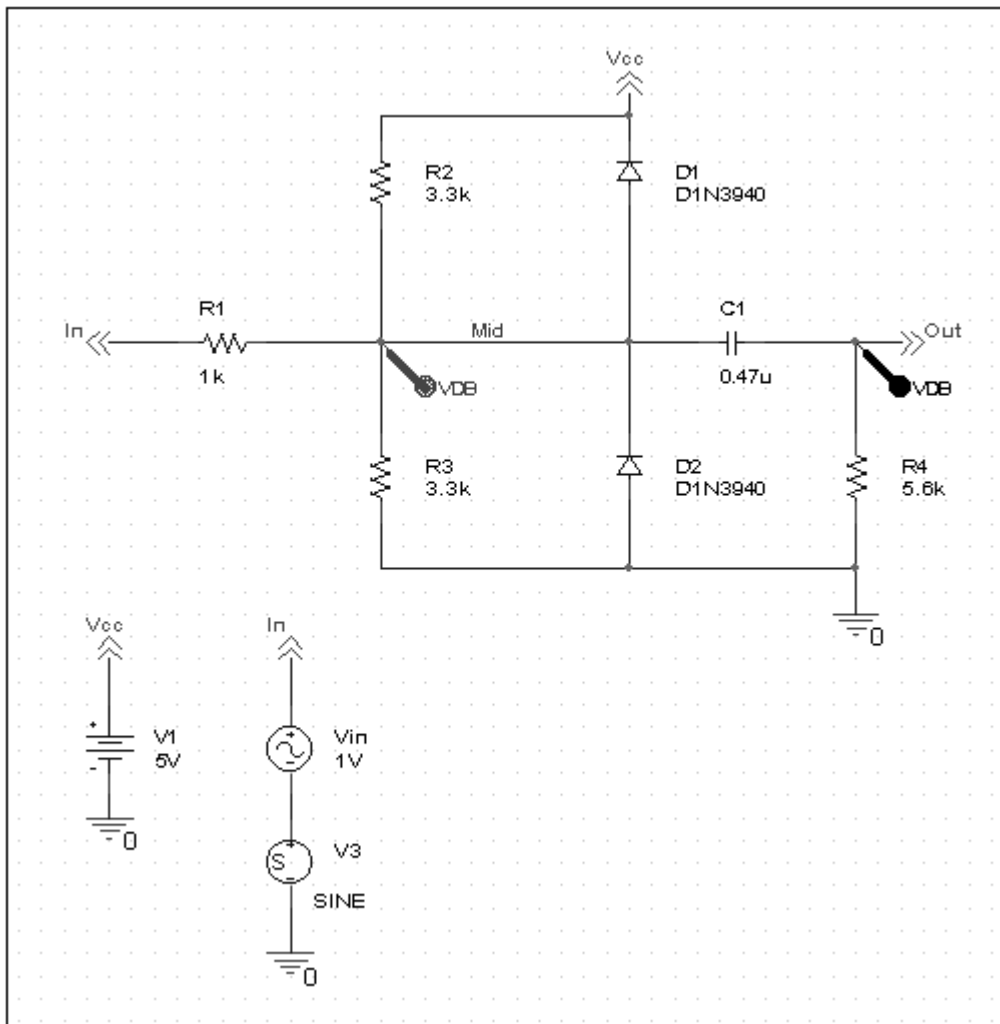 Vcc
R2
3.3k
D1
D1N3940
In
R1
1k
Mid
VDB
C1
0.47u
Out
VDB
R3
3.3k
D2
D1N3940
R4
5.6k
0
Vcc
+
-
V1
5V
0
In
+
-
Vin
1V
+
S
-
V3
SINE
0